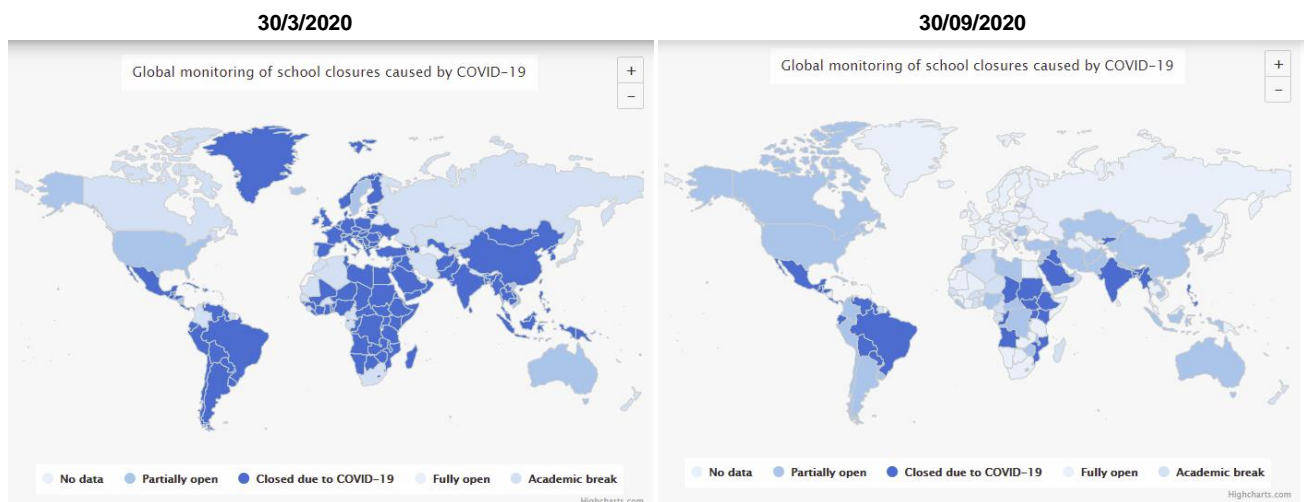 30/3/2020
Global monitoring of school closures caused by COVID-19
+
−
No data Partially open Closed due to COVID-19 Fully open Academic break
Highcharts.com
30/09/2020
Global monitoring of school closures caused by COVID-19
+
−
No data Partially open Closed due to COVID-19 Fully open Academic break
Highcharts.com